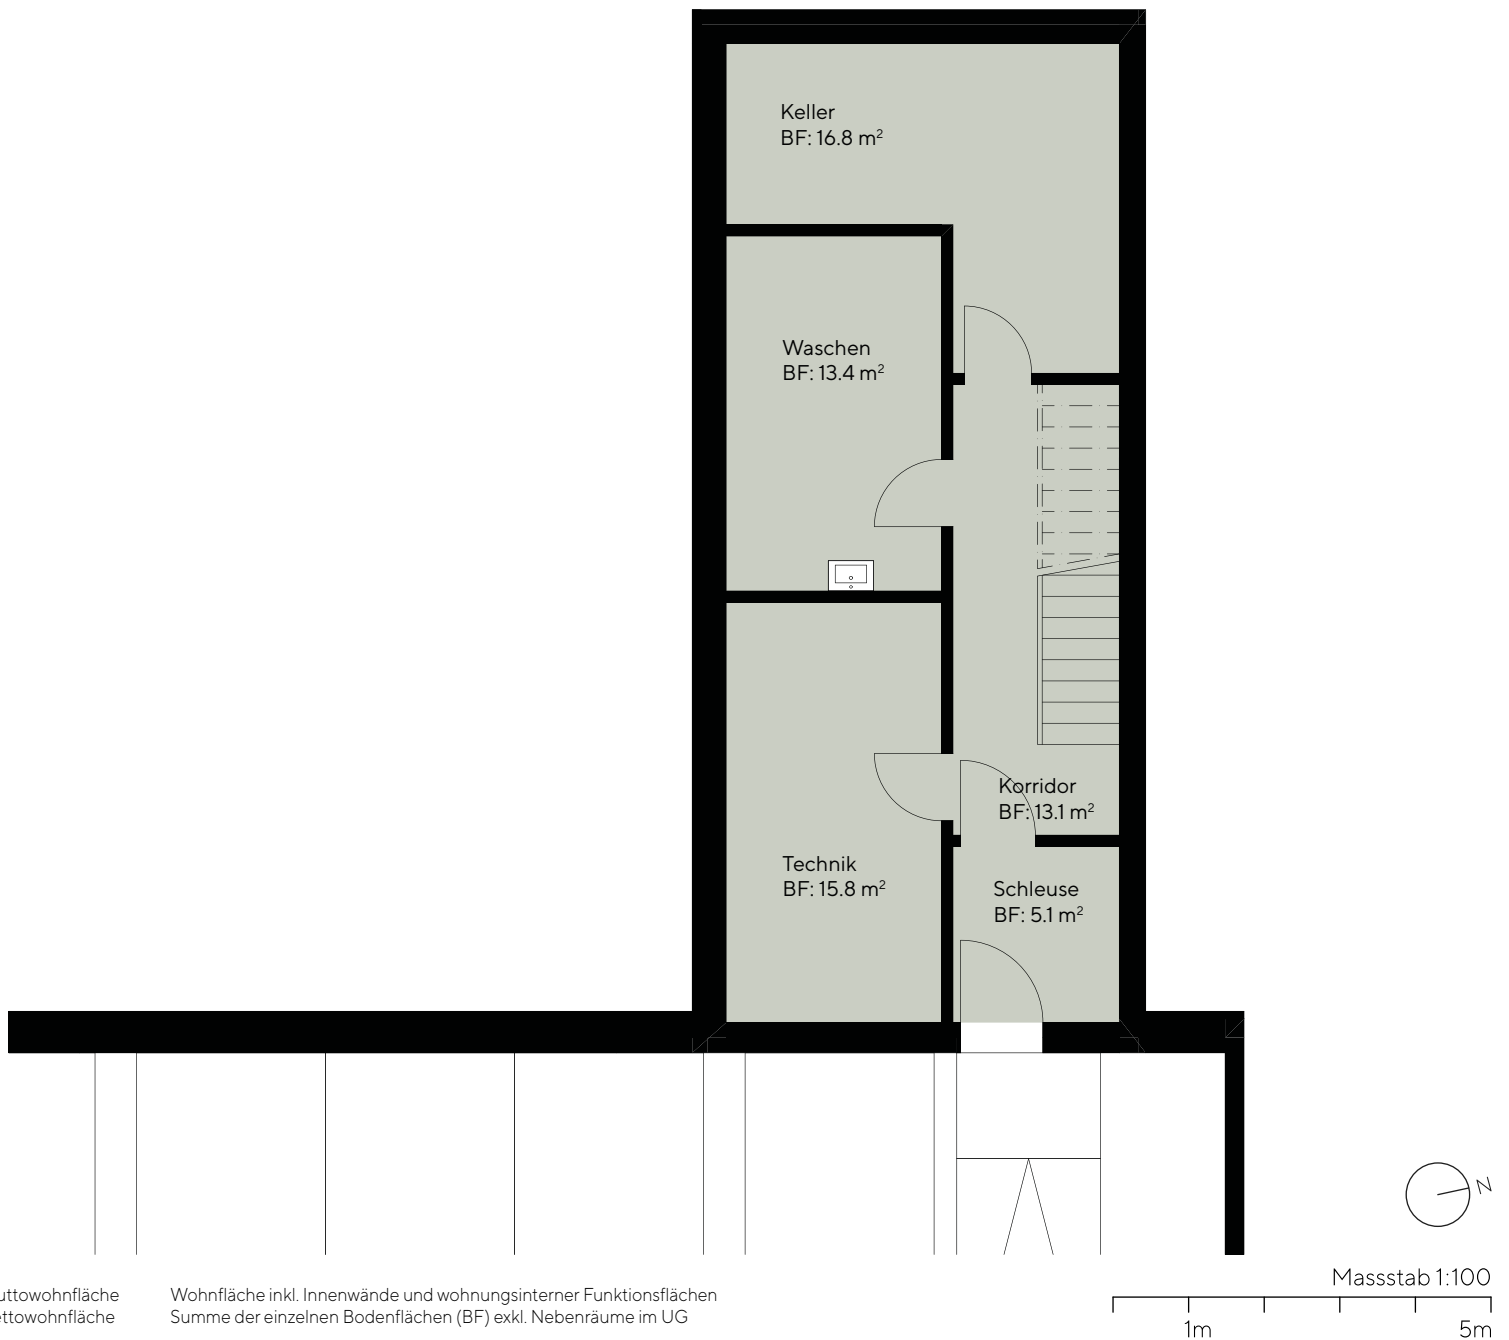 Keller
BF: 16.8 m²
Waschen
BF: 13.4 m²
Korridor
BF: 13.1 m²
Technik
BF: 15.8 m²
Schleuse
BF: 5.1 m²
N
Massstab 1:100
1m 5m
uttowohnfläche Wohnfläche inkl. Innenwände und wohnungsinterner Funktionsflächen
ettowohnfläche Summe der einzelnen Bodenflächen (BF) exkl. Nebenräume im UG